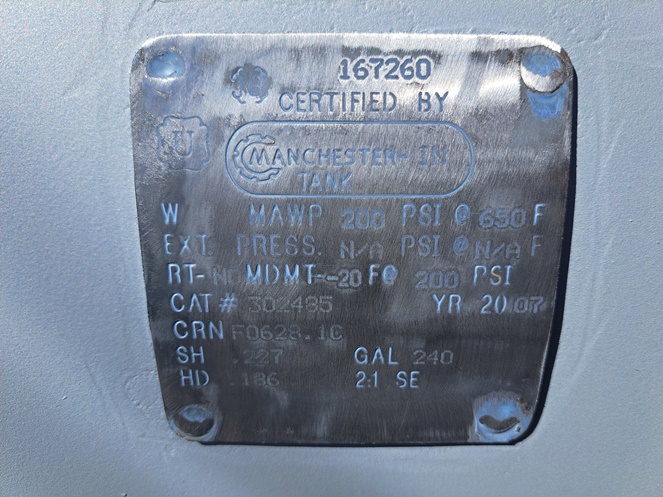 167260
CERTIFIED BY
U
MANCHESTER-IN
TANK
W MAWP 200 PSI @ 650 F
EXT. PRESS. N/A PSI @ N/A F
RT- MDMT--20 F@ 200 PSI
CAT# 302485 YR 2007
CRN F0628.1C
SH .227 GAL 240
HD .186 2:1 SE